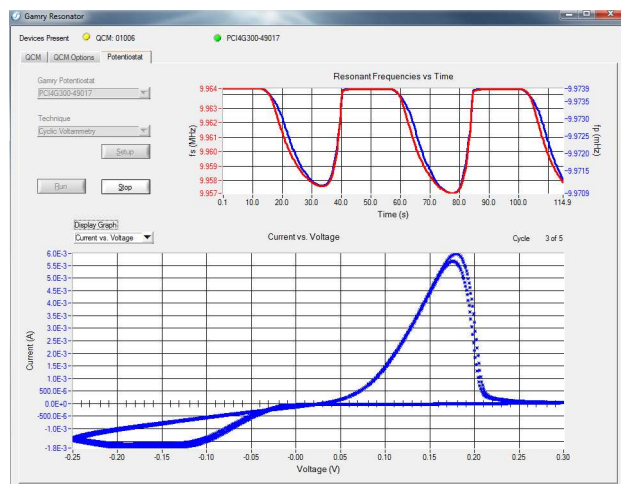 Gamry Resonator
Devices Present QCM: 01006 PCI4G300-49017
QCM QCM Options Potentiostat
Gamry Potentiostat
PCI4G300-49017
Technique
Cyclic Voltammetry
Setup
Run Stop
Resonant Frequencies vs Time
fs (MHz)
9.964
9.963
9.962
9.961
9.960
9.959
9.958
9.957
9.9739
9.9735
9.9730
9.9725
9.9720
9.9715
9.9709
fp (mHz)
0.1 10.0 20.0 30.0 40.0 50.0 60.0 70.0 80.0 90.0 100.0 114.9
Time (s)
Display Graph
Current vs. Voltage
Current vs. Voltage
Cycle 3 of 5
Current (A)
6.0E-3
5.5E-3
5.0E-3
4.5E-3
4.0E-3
3.5E-3
3.0E-3
2.5E-3
2.0E-3
1.5E-3
1.0E-3
500.0E-6
0.0E+0
-500.0E-6
-1.0E-3
-1.8E-3
-0.25 -0.20 -0.15 -0.10 -0.05 0.00 0.05 0.10 0.15 0.20 0.25 0.30
Voltage (V)